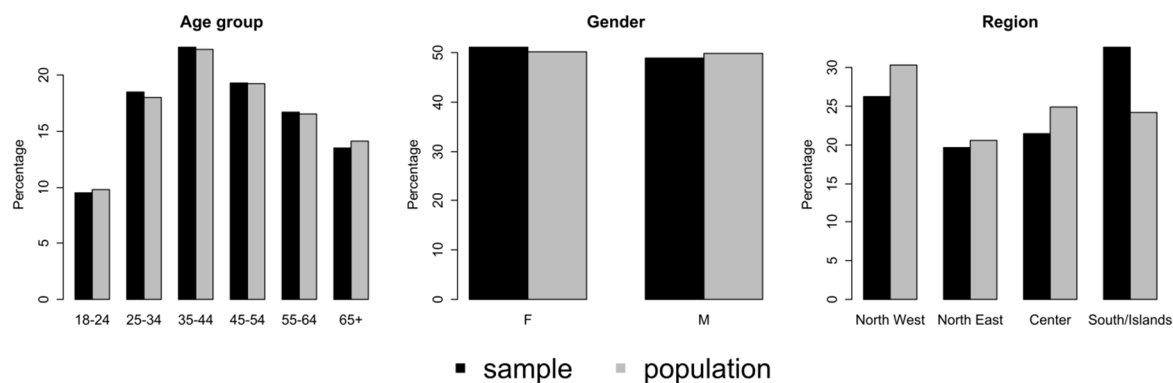 Age group
Percentage
0
5
10
15
20
18-24
25-34
35-44
45-54
55-64
65+
Gender
Percentage
0
10
20
30
40
50
F
M
Region
Percentage
0
5
10
15
20
25
30
North West
North East
Center
South/Islands
sample
population